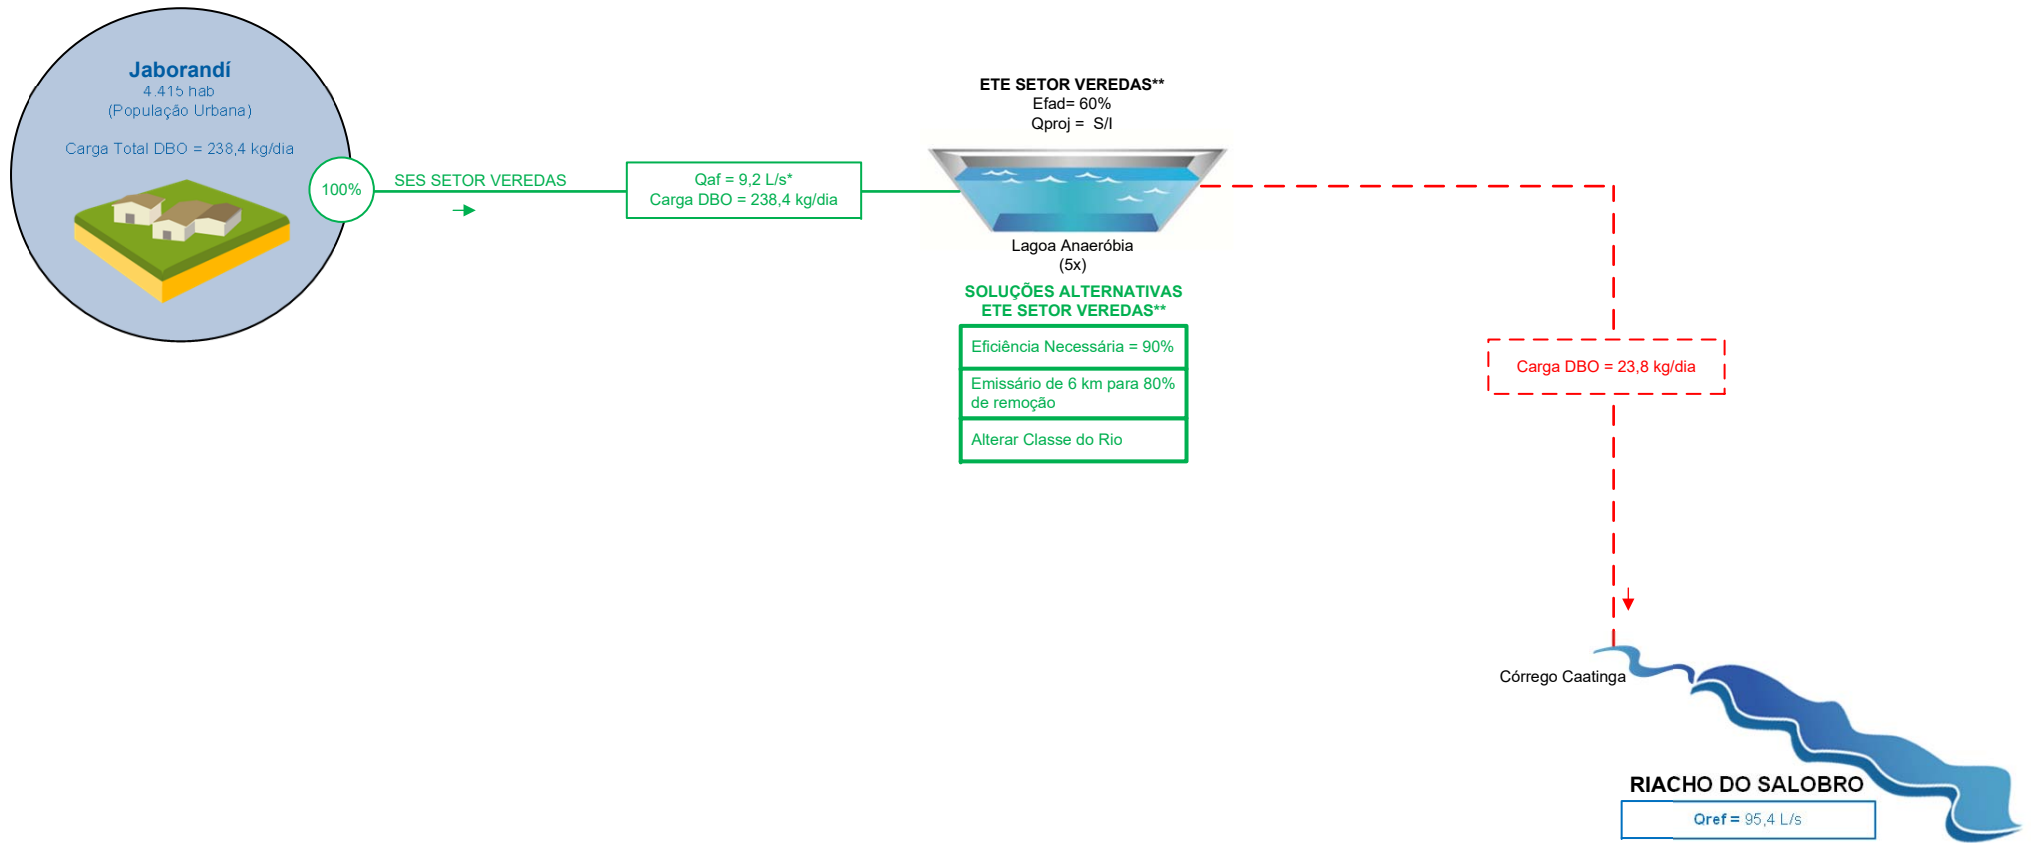 Jaborandí
4.415 hab
(População Urbana)
Carga Total DBO = 238,4 kg/dia
100%
SES SETOR VEREDAS
Qaf = 9,2 L/s*
Carga DBO = 238,4 kg/dia
ETE SETOR VEREDAS**
Efad= 60%
Qproj = S/I
Lagoa Anaeróbia
(5x)
SOLUÇÕES ALTERNATIVAS
ETE SETOR VEREDAS**
Eficiência Necessária = 90%
Emissário de 6 km para 80%
de remoção
Alterar Classe do Rio
Carga DBO = 23,8 kg/dia
Córrego Caatinga
RIACHO DO SALOBRO
Qref = 95,4 L/s